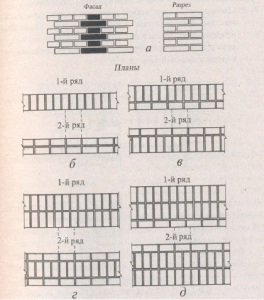 Фасад
Разрез
а
Планы
1-й ряд
1-й ряд
2-й ряд
2-й ряд
б
в
1-й ряд
1-й ряд
2-й ряд
2-й ряд
г
д